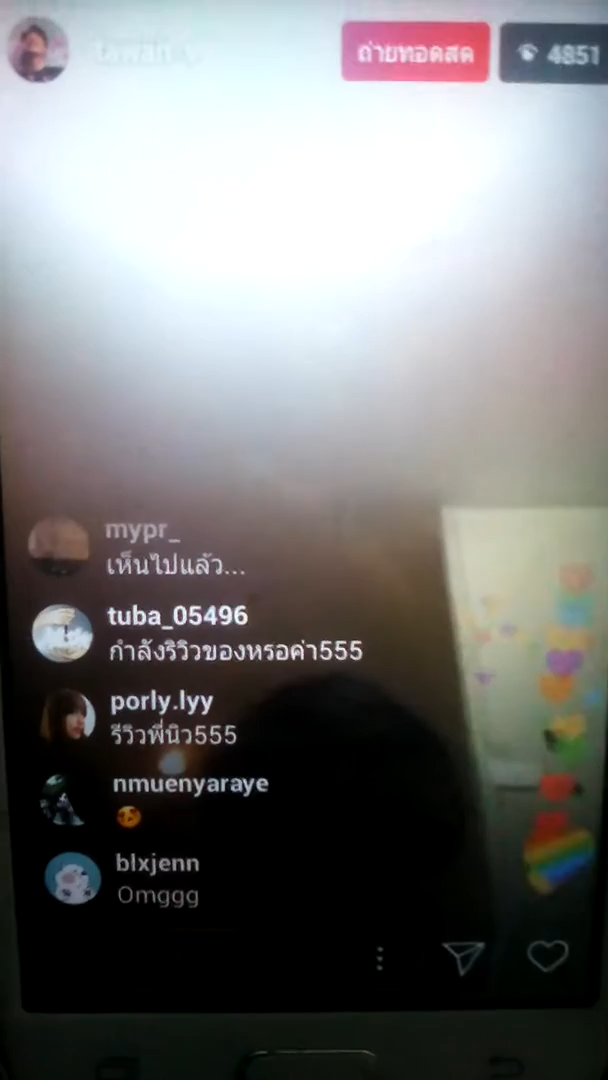 tawan_v
ถ่ายทอดสด
4851
mypr_
เห็นไปแล้ว...
tuba_05496
กำลังริวิวของหรอค่า555
porly.lyy
รีวิวพี่นิว555
nmuenyaraye
blxjenn
Omggg